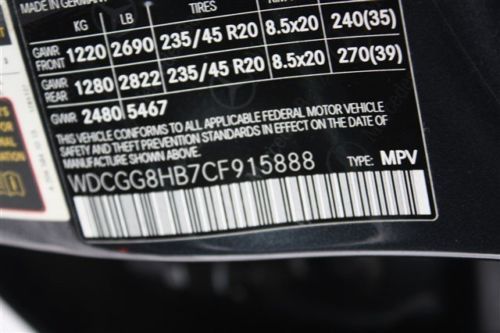 MADE IN GERMANY
KG LB TIRES
GAWR FRONT 1220 2690 235/45 R20 8.5x20 240(35)
GAWR REAR 1280 2822 235/45 R20 8.5x20 270(39)
GVWR 2480 5467
THIS VEHICLE CONFORMS TO ALL APPLICABLE FEDERAL MOTOR VEHICLE
AND THEFT PREVENTION STANDARDS IN EFFECT ON THE DATE OF
MANUFACTURE SHOWN ABOVE.
WDCGG8HB7CF915888 TYPE: MPV